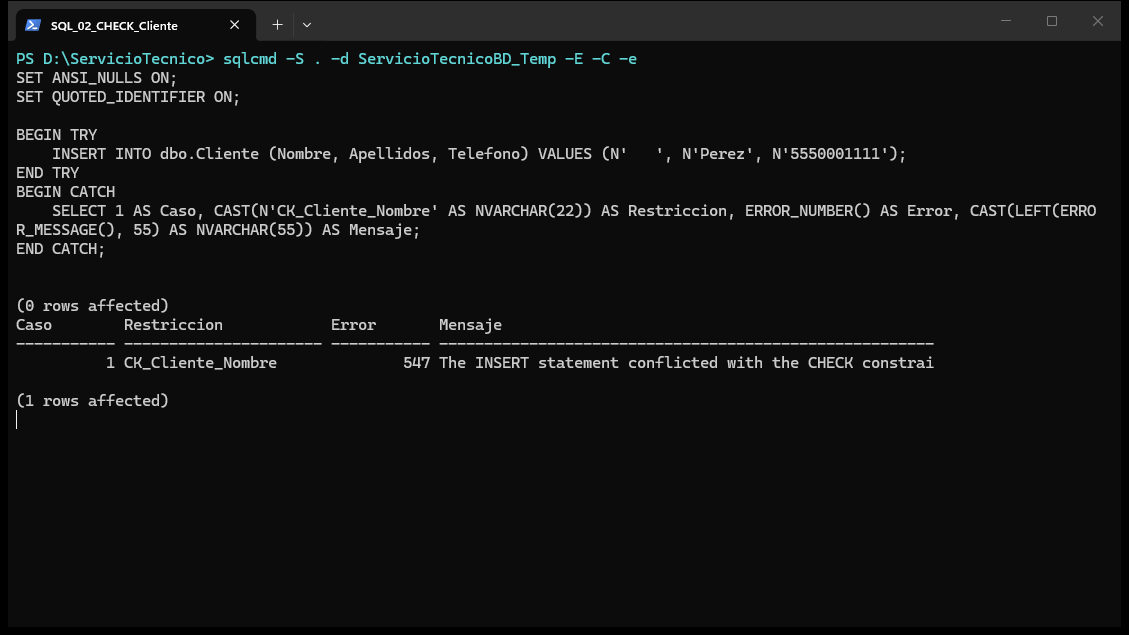 SQL_02_CHECK_Cliente
PS D:\ServicioTecnico> sqlcmd -S . -d ServicioTecnicoBD_Temp -E -C -e
SET ANSI_NULLS ON;
SET QUOTED_IDENTIFIER ON;
BEGIN TRY
    INSERT INTO dbo.Cliente (Nombre, Apellidos, Telefono) VALUES (N'   ', N'Perez', N'5550001111');
END TRY
BEGIN CATCH
    SELECT 1 AS Caso, CAST(N'CK_Cliente_Nombre' AS NVARCHAR(22)) AS Restriccion, ERROR_NUMBER() AS Error, CAST(LEFT(ERRO
R_MESSAGE(), 55) AS NVARCHAR(55)) AS Mensaje;
END CATCH;
(0 rows affected)
Caso        Restriccion            Error       Mensaje
----------- ---------------------- ----------- -------------------------------------------------------
          1 CK_Cliente_Nombre              547 The INSERT statement conflicted with the CHECK constrai
(1 rows affected)